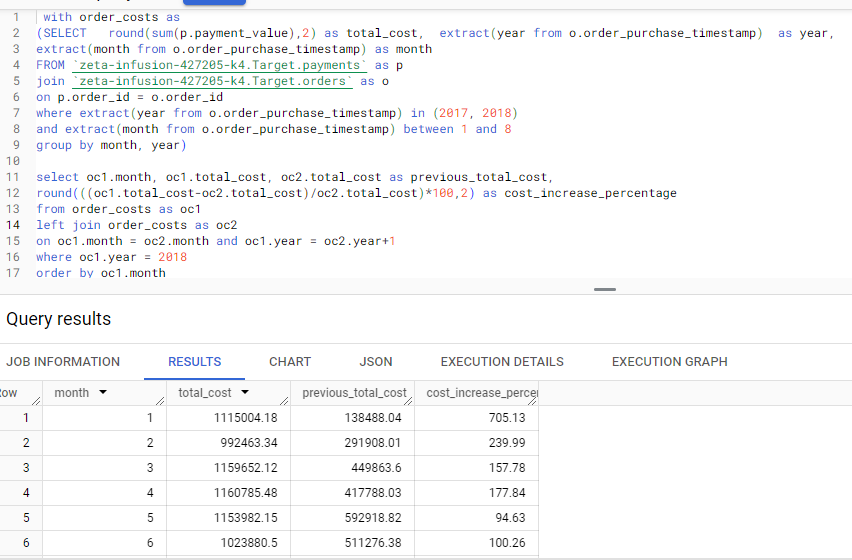 1 with order_costs as
2 (SELECT round(sum(p.payment_value),2) as total_cost, extract(year from o.order_purchase_timestamp) as year,
3 extract(month from o.order_purchase_timestamp) as month
4 FROM `zeta-infusion-427205-k4.Target.payments` as p
5 join `zeta-infusion-427205-k4.Target.orders` as o
6 on p.order_id = o.order_id
7 where extract(year from o.order_purchase_timestamp) in (2017, 2018)
8 and extract(month from o.order_purchase_timestamp) between 1 and 8
9 group by month, year)
10
11 select oc1.month, oc1.total_cost, oc2.total_cost as previous_total_cost,
12 round(((oc1.total_cost-oc2.total_cost)/oc2.total_cost)*100,2) as cost_increase_percentage
13 from order_costs as oc1
14 left join order_costs as oc2
15 on oc1.month = oc2.month and oc1.year = oc2.year+1
16 where oc1.year = 2018
17 order by oc1.month
Query results
JOB INFORMATION RESULTS CHART JSON EXECUTION DETAILS EXECUTION GRAPH
ow month total_cost previous_total_cost cost_increase_perce
1 1 1115004.18 138488.04 705.13
2 2 992463.34 291908.01 239.99
3 3 1159652.12 449863.6 157.78
4 4 1160785.48 417788.03 177.84
5 5 1153982.15 592918.82 94.63
6 6 1023880.5 511276.38 100.26